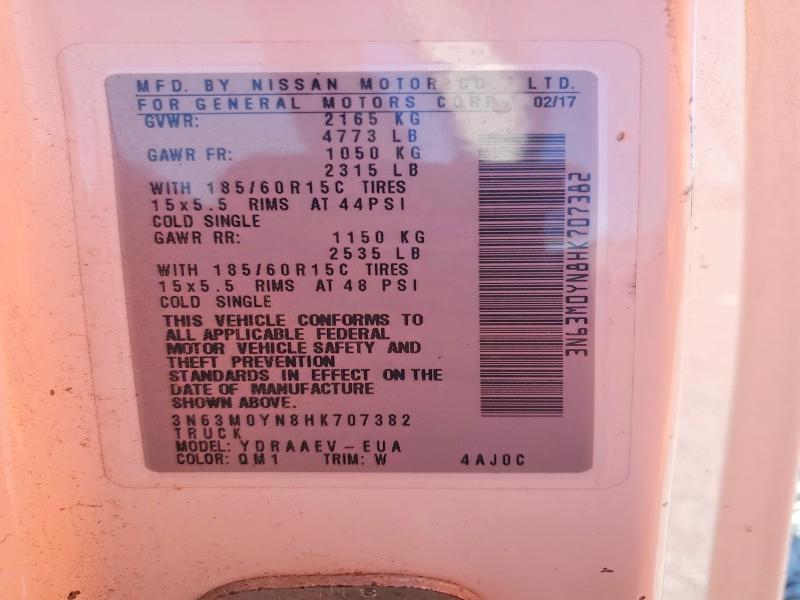 MFD. BY NISSAN MOTOR CO., LTD.
FOR GENERAL MOTORS CORP. 02/17
GVWR: 2165 KG
4773 LB
GAWR FR: 1050 KG
2315 LB
WITH 185/60R15C TIRES
15x5.5 RIMS AT 44PSI
COLD SINGLE
GAWR RR: 1150 KG
2535 LB
WITH 185/60R15C TIRES
15x5.5 RIMS AT 48 PSI
COLD SINGLE
THIS VEHICLE CONFORMS TO
ALL APPLICABLE FEDERAL
MOTOR VEHICLE SAFETY AND
THEFT PREVENTION
STANDARDS IN EFFECT ON THE
DATE OF MANUFACTURE
SHOWN ABOVE.
3N63M0YN8HK707382
TRUCK
MODEL: YDRAAEV-EUA
COLOR: QM1 TRIM: W 4AJ0C
3N63M0YN8HK707382